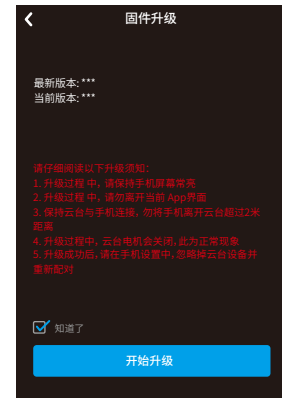 固件升级
最新版本: ***
当前版本: ***
请仔细阅读以下升级须知：
1. 升级过程 中，请保持手机屏幕常亮
2. 升级过程 中，请勿离开当前 App界面
3. 保持云台与手机连接，勿将手机离开云台超过2米
距离
4. 升级过程中，云台电机会关闭，此为正常现象
5. 升级成功后，请在手机设置中，忽略掉云台设备并
重新配对
知道了
开始升级